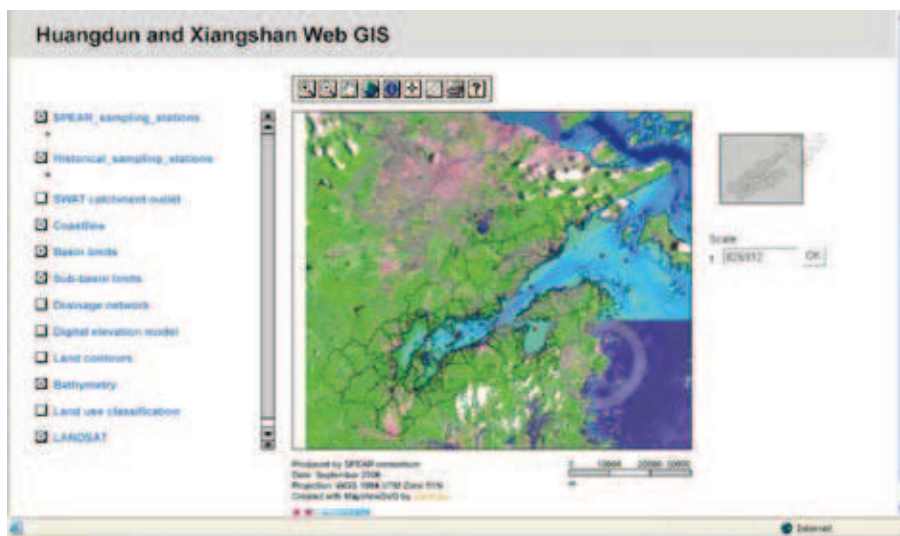 Huangdun and Xiangshan Web GIS
SPEAR_sampling_stations
Historical_sampling_stations
SWAT catchment outlet
Coastline
Basin limits
Sub-basin limits
Drainage network
Digital elevation model
Land contours
Bathymetry
Land use classification
LANDSAT
?
Scale
1
OK
Produced by SPEAR consortium
Date: September 2006
Projection: WGS 1984 UTM Zone 51N
Created with MapViewSVG by
0 10000 20000 30000
m
Internet